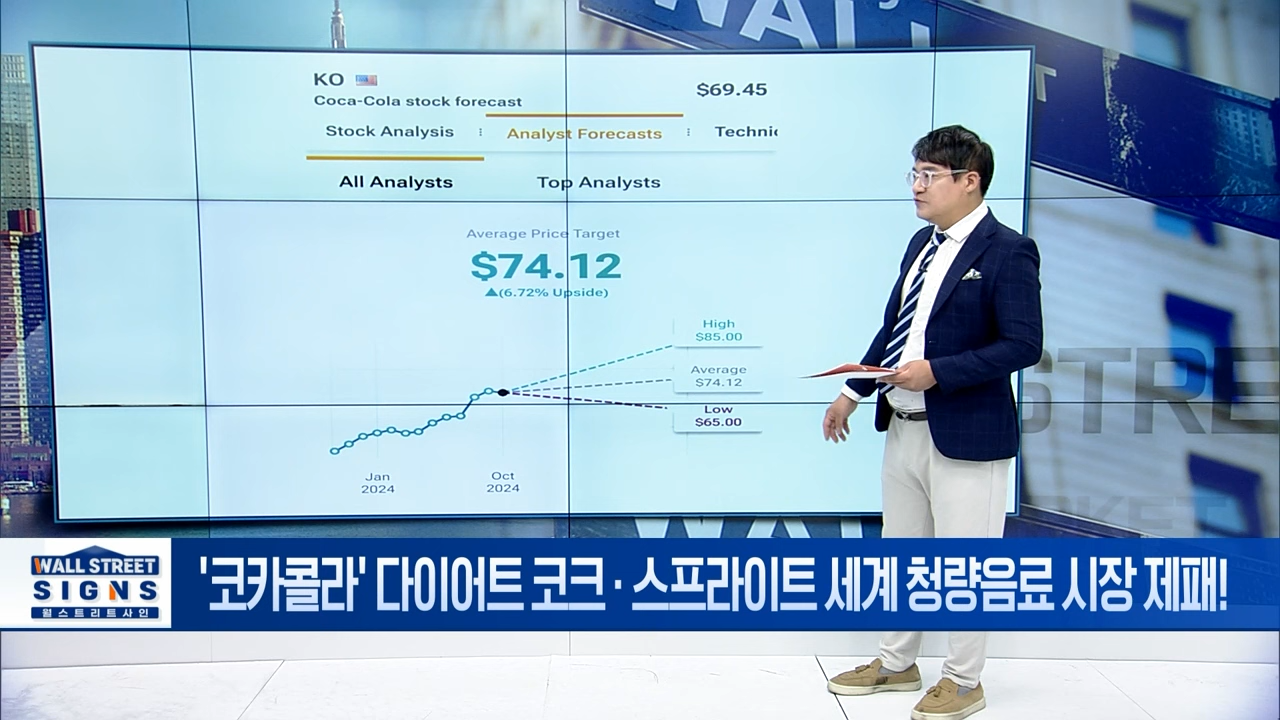 WALL
KO
$69.45
Coca-Cola stock forecast
Stock Analysis
Analyst Forecasts
All Analysts
Top Analysts
Average Price Target
$74.12
▲(6.72% Upside)
High
$85.00
Average
$74.12
Low
$65.00
Jan
2024
Oct
2024
WALL STREET
SIGNS
월스트리트사인
'코카콜라' 다이어트 코크·스프라이트 세계 청량음료 시장 제패!